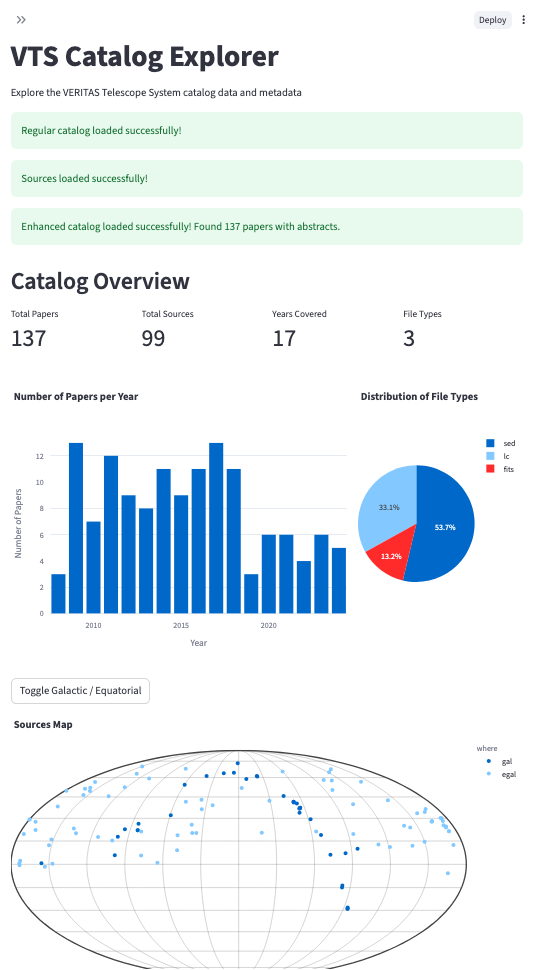 Deploy
VTS Catalog Explorer
Explore the VERITAS Telescope System catalog data and metadata
Regular catalog loaded successfully!
Sources loaded successfully!
Enhanced catalog loaded successfully! Found 137 papers with abstracts.
Catalog Overview
Total Papers
137
Total Sources
99
Years Covered
17
File Types
3
Number of Papers per Year
12
10
8
6
4
2
0
Number of Papers
2010
2015
2020
Year
Distribution of File Types
sed
lc
fits
33.1%
53.7%
13.2%
Toggle Galactic / Equatorial
Sources Map
where
gal
egal